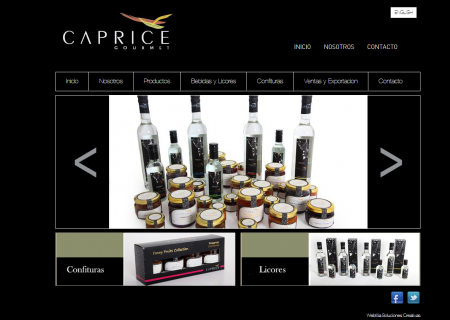 ENGLISH
CAPRICE
GOURMET
INICIO NOSOTROS CONTACTO
Inicio Nosotros Productos Bebidas y Licores Confituras Ventas y Exportacion Contacto
< >
Confituras
Licores
Webfilia Soluciones Creativas